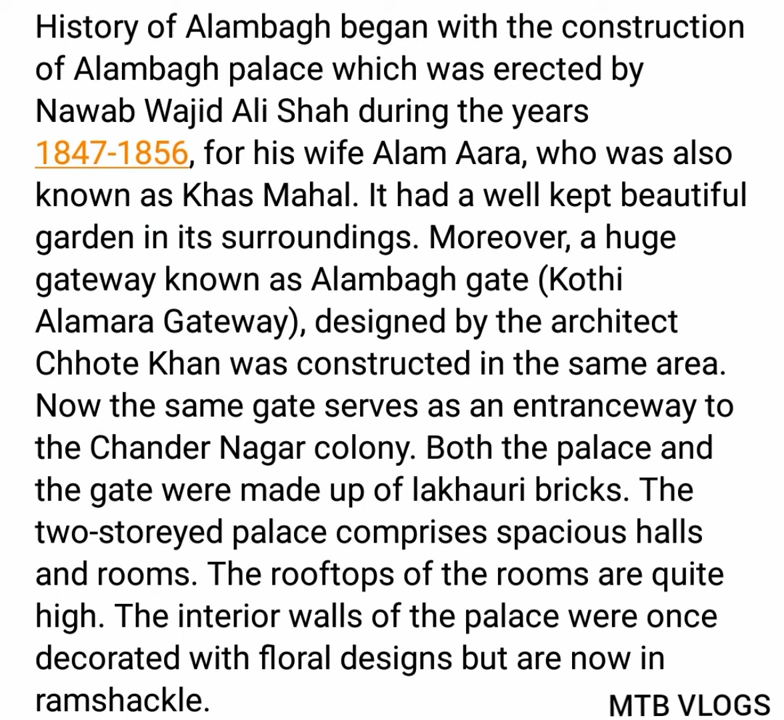 History of Alambagh began with the construction
of Alambagh palace which was erected by
Nawab Wajid Ali Shah during the years
1847-1856, for his wife Alam Aara, who was also
known as Khas Mahal. It had a well kept beautiful
garden in its surroundings. Moreover, a huge
gateway known as Alambagh gate (Kothi
Alamara Gateway), designed by the architect
Chhote Khan was constructed in the same area.
Now the same gate serves as an entranceway to
the Chander Nagar colony. Both the palace and
the gate were made up of lakhauri bricks. The
two-storeyed palace comprises spacious halls
and rooms. The rooftops of the rooms are quite
high. The interior walls of the palace were once
decorated with floral designs but are now in
ramshackle.
MTB VLOGS